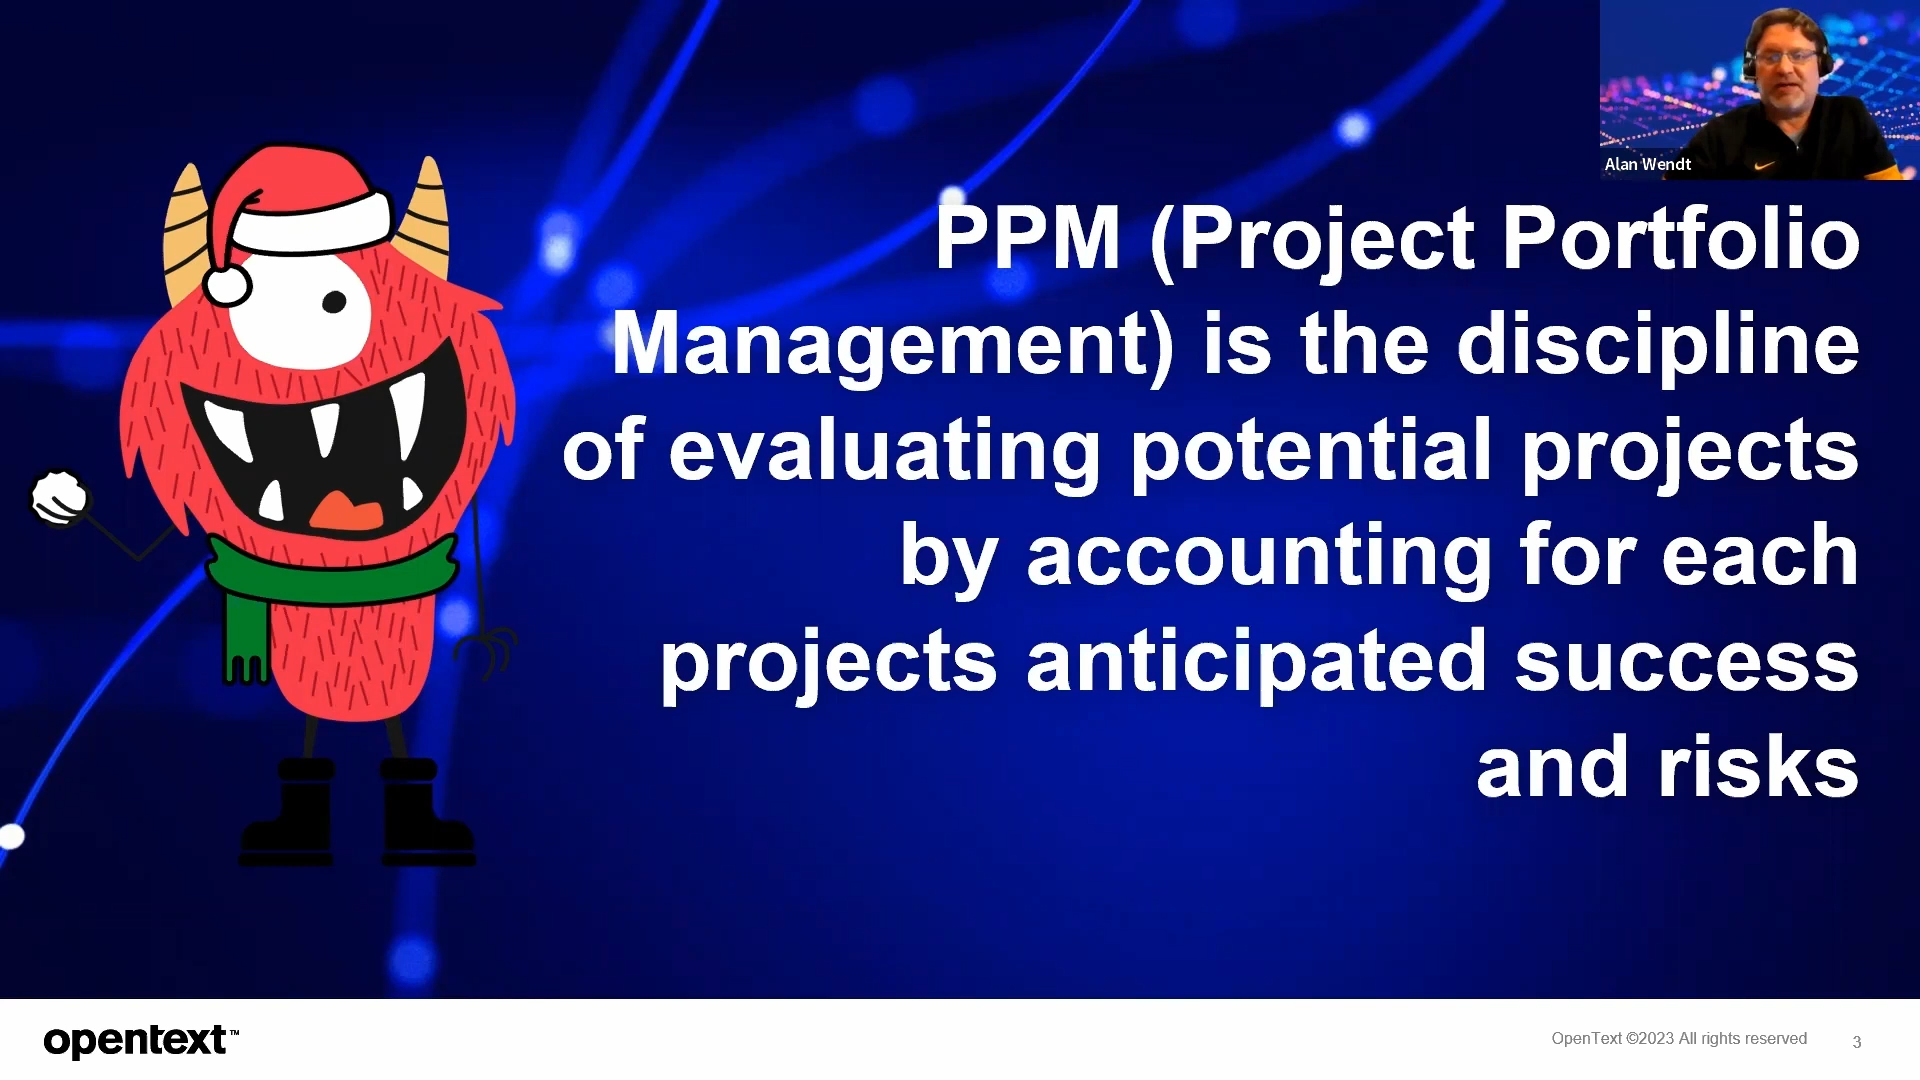 Alan Wendt
PPM (Project Portfolio
Management) is the discipline
of evaluating potential projects
by accounting for each
projects anticipated success
and risks
opentext™
OpenText ©2023 All rights reserved
3